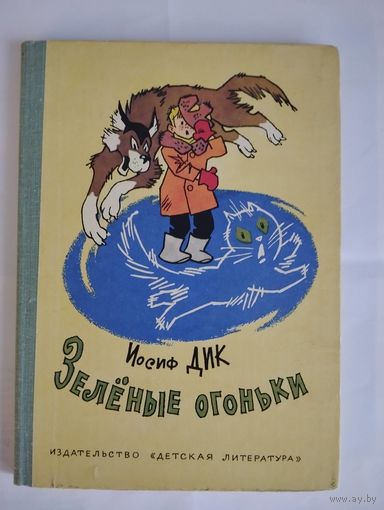 Иосиф ДИК
ЗЕЛЁНЫЕ ОГОНЬКИ
ИЗДАТЕЛЬСТВО «ДЕТСКАЯ ЛИТЕРАТУРА»
www.ay.by